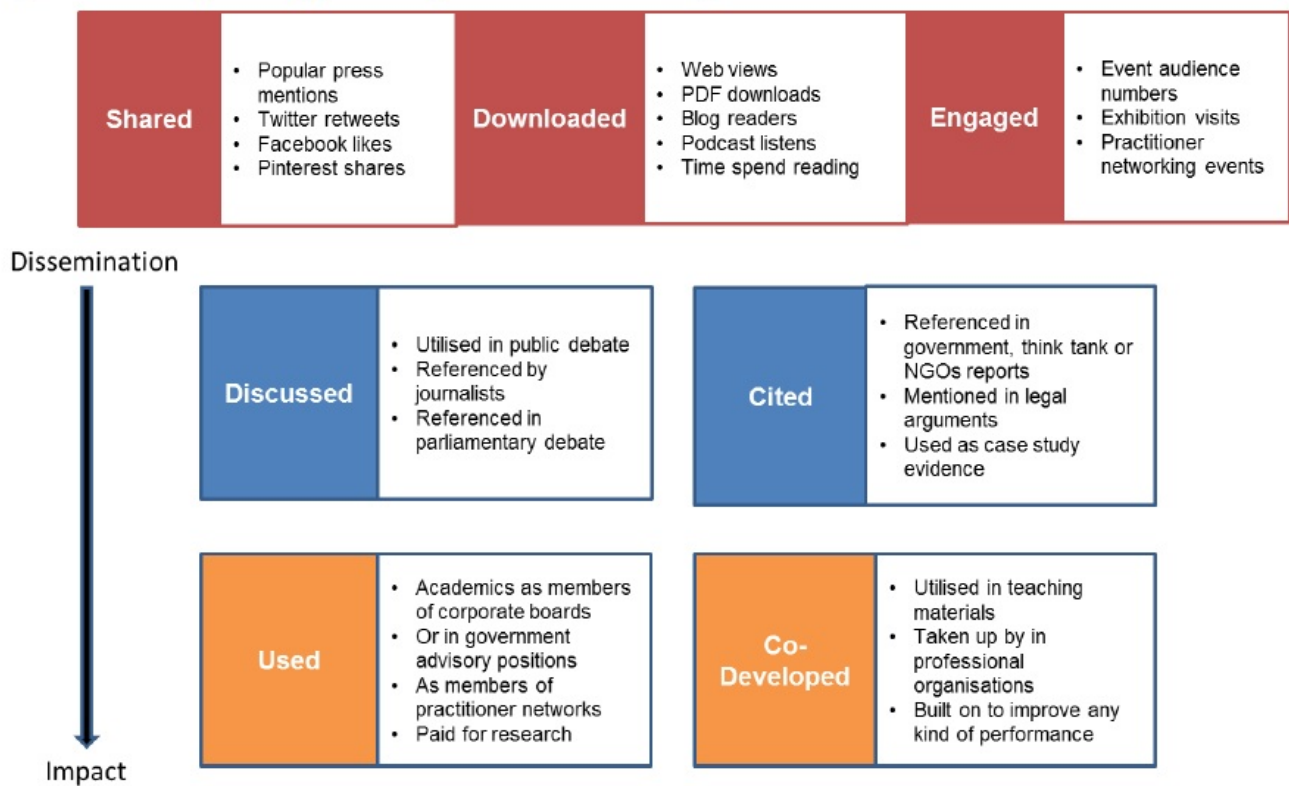 Shared
• Popular press
mentions
• Twitter retweets
• Facebook likes
• Pinterest shares
Downloaded
• Web views
• PDF downloads
• Blog readers
• Podcast listens
• Time spend reading
Engaged
• Event audience
numbers
• Exhibition visits
• Practitioner
networking events
Dissemination
Discussed
• Utilised in public debate
• Referenced by
journalists
• Referenced in
parliamentary debate
Cited
• Referenced in
government, think tank or
NGOs reports
• Mentioned in legal
arguments
• Used as case study
evidence
Used
• Academics as members
of corporate boards
• Or in government
advisory positions
• As members of
practitioner networks
• Paid for research
Co-
Developed
• Utilised in teaching
materials
• Taken up by in
professional
organisations
• Built on to improve any
kind of performance
Impact